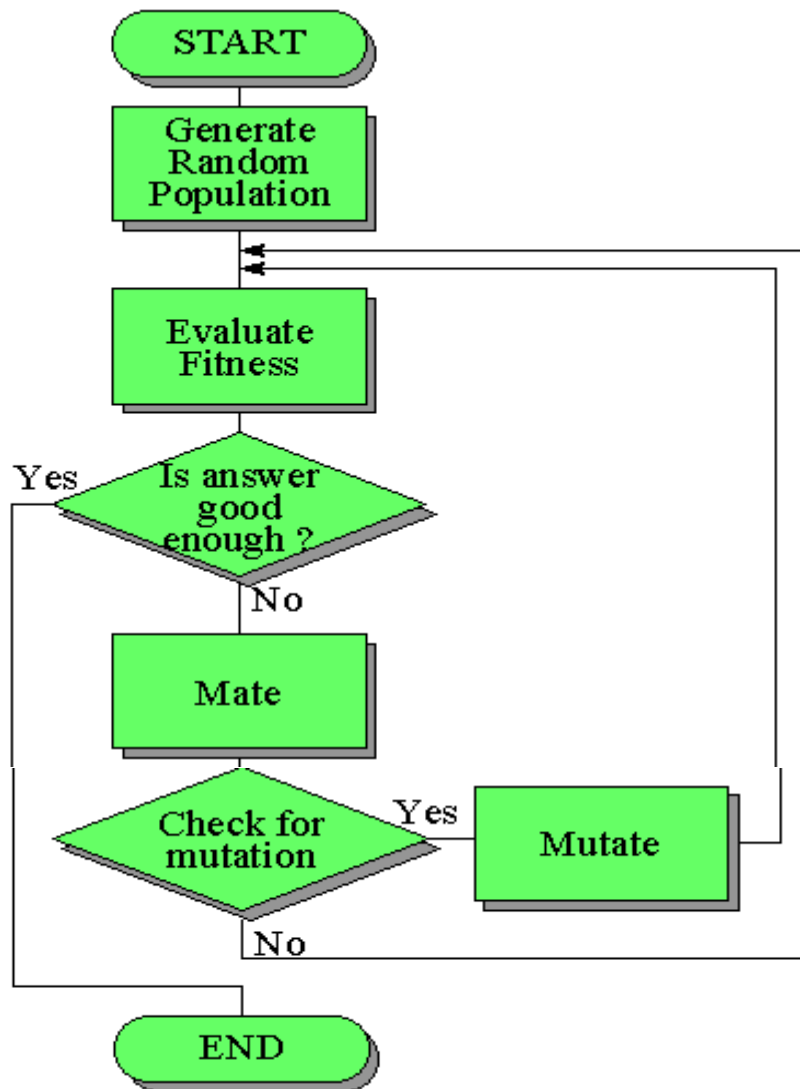 START
Generate
Random
Population
Evaluate
Fitness
Yes
Is answer
good
enough ?
No
Mate
Check for
mutation
Yes
Mutate
No
END